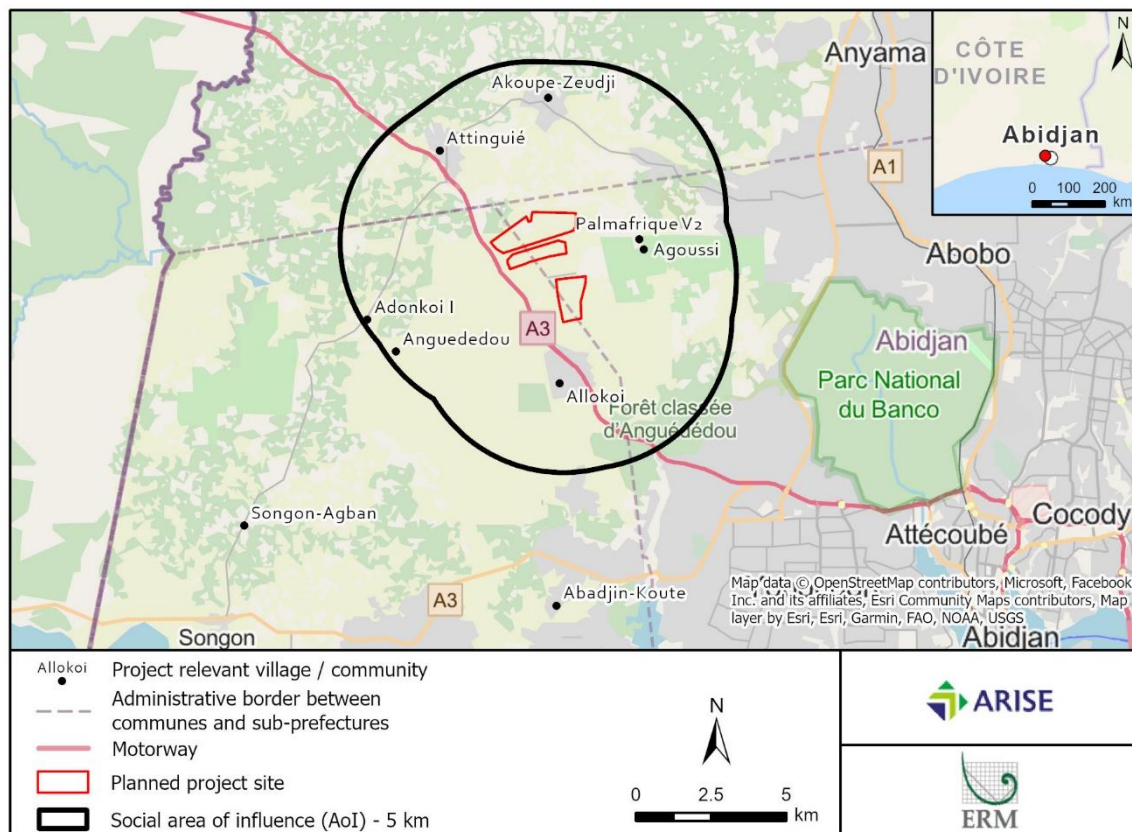 Anyama
N
CÔTE
D'IVOIRE
Abidjan
0 100 200
km
Akoupe-Zeudji
Attinguié
A1
Palmafrique V2
Agoussi
Abobo
Adonkoi I
Anguededou
A3
Abidjan
Parc National
du Banco
Allokoi
Forêt classée
d'Anguédédou
Songon-Agban
Cocody
Attécoubé
Abadjin-Koute
A3
Songon
Map data © OpenStreetMap contributors, Microsoft, Facebook,
Inc. and its affiliates, Esri Community Maps contributors, Map
layer by Esri, Esri, Garmin, FAO, NOAA, USGS
Abidjan
Allokoi Project relevant village / community
Administrative border between
communes and sub-prefectures
Motorway
Planned project site
Social area of influence (AoI) - 5 km
N
0 2.5 5
km
ARISE
ERM